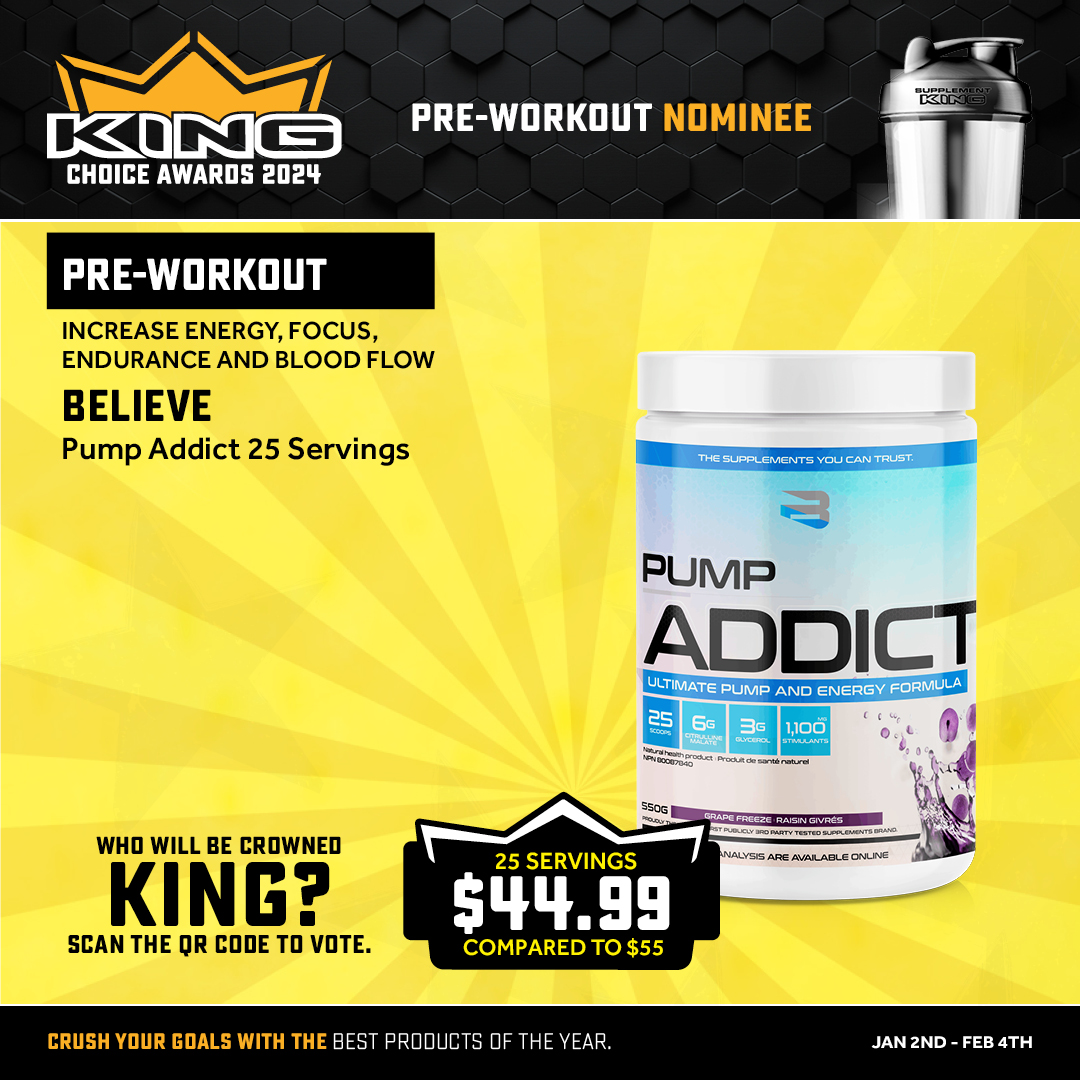 KING
CHOICE AWARDS 2024
PRE-WORKOUT NOMINEE
SUPPLEMENT
KING
PRE-WORKOUT
INCREASE ENERGY, FOCUS,
ENDURANCE AND BLOOD FLOW
BELIEVE
Pump Addict 25 Servings
THE SUPPLEMENTS YOU CAN TRUST.
PUMP
ADDICT
ULTIMATE PUMP AND ENERGY FORMULA
25 SCOOPS
6G CITRULLINE MALATE
3G GLYCEROL
1,100 MG STIMULANTS
Natural health product · Produit de santé naturel
NPN 80087840
550G
GRAPE FREEZE · RAISIN GIVRÉS
PROUDLY
PUBLICLY 3RD PARTY TESTED SUPPLEMENTS BRAND.
ANALYSIS ARE AVAILABLE ONLINE
WHO WILL BE CROWNED
KING?
SCAN THE QR CODE TO VOTE.
25 SERVINGS
$44.99
COMPARED TO $55
CRUSH YOUR GOALS WITH THE BEST PRODUCTS OF THE YEAR.
JAN 2ND - FEB 4TH